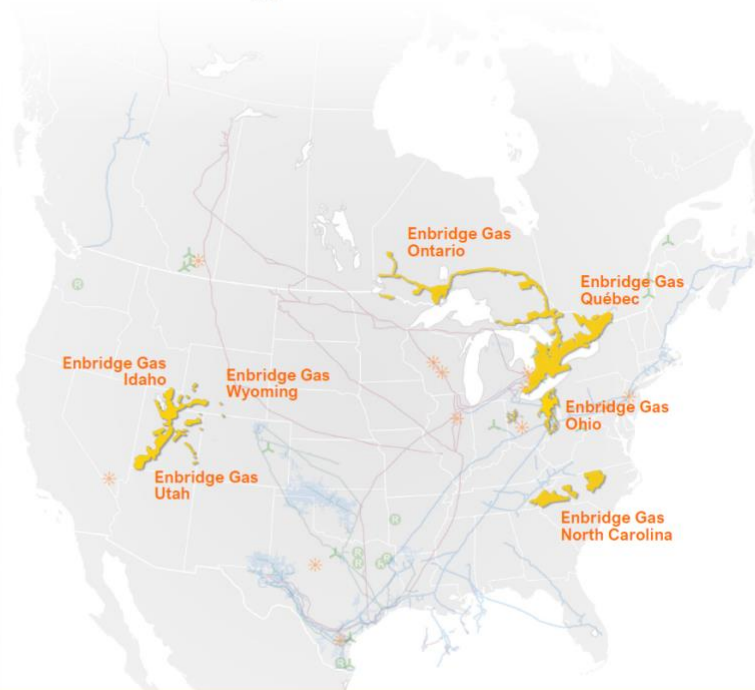 Enbridge Gas
Ontario
Enbridge Gas
Québec
Enbridge Gas
Idaho
Enbridge Gas
Wyoming
Enbridge Gas
Ohio
Enbridge Gas
Utah
Enbridge Gas
North Carolina